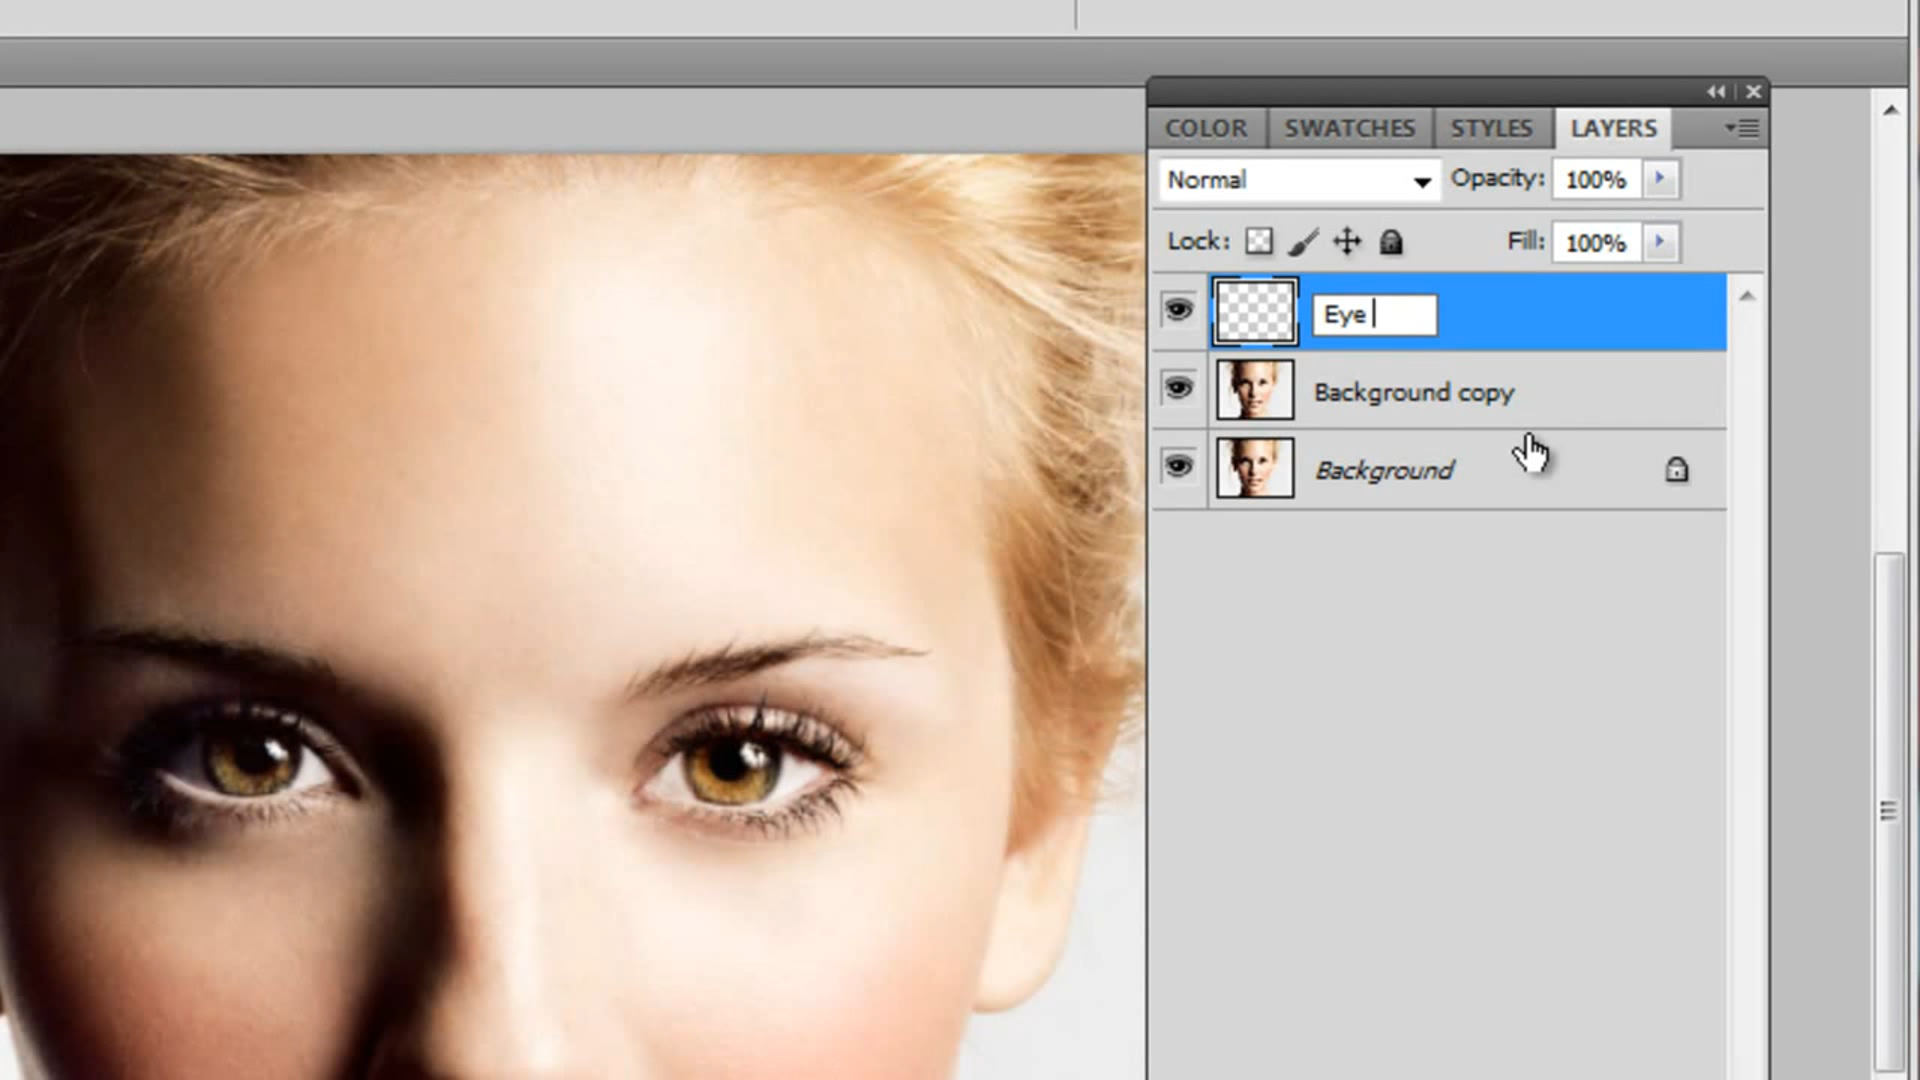 COLOR SWATCHES STYLES LAYERS
Normal Opacity: 100%
Lock: Fill: 100%
Eye
Background copy
Background